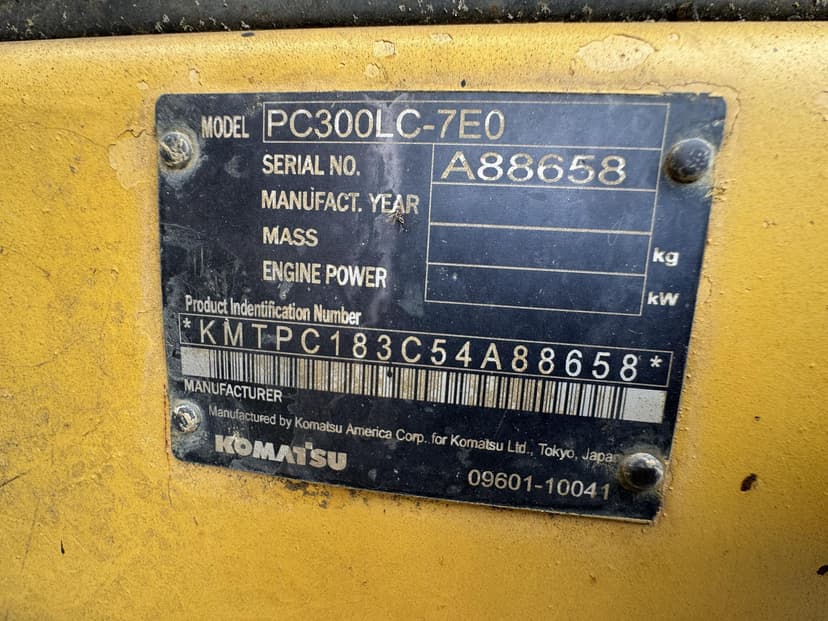 MODEL PC300LC-7E0
SERIAL NO. A88658
MANUFACT. YEAR
MASS kg
ENGINE POWER kW
Product Indentification Number
*KMTPC183C54A88658*
MANUFACTURER
Manufactured by Komatsu America Corp. for Komatsu Ltd., Tokyo, Japan
KOMATSU
09601-10041